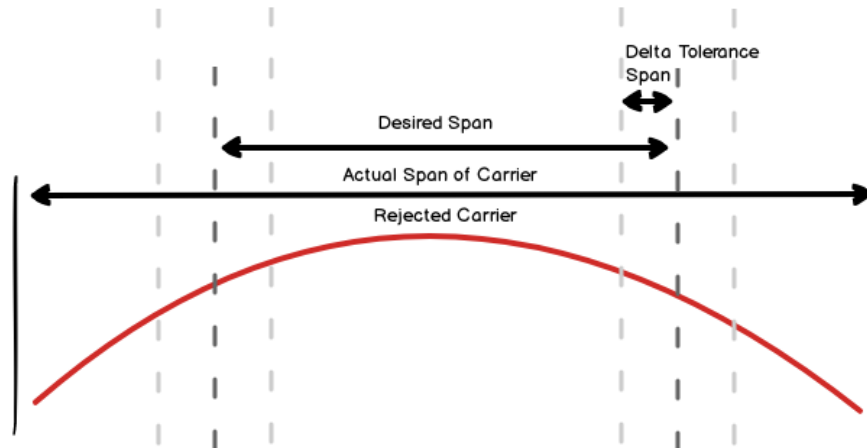 Delta Tolerance
Span
Desired Span
Actual Span of Carrier
Rejected Carrier